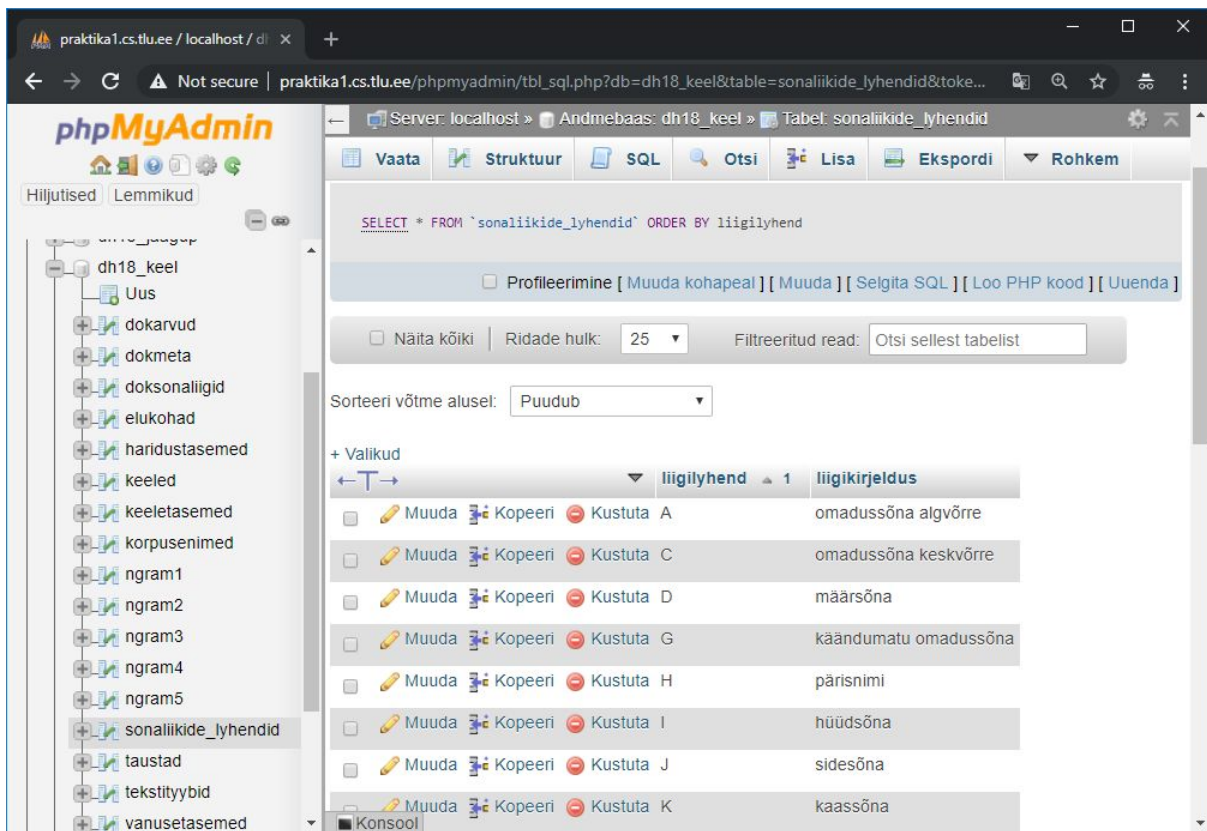 praktika1.cs.tlu.ee / localhost / dh
Not secure | praktika1.cs.tlu.ee/phpmyadmin/tbl_sql.php?db=dh18_keel&table=sonaliikide_lyhendid&toke...
phpMyAdmin
Hiljutised Lemmikud
dh18_jaagup
dh18_keel
Uus
dokarvud
dokmeta
doksonaliigid
elukohad
haridustasemed
keeled
keeletasemed
korpusenimed
ngram1
ngram2
ngram3
ngram4
ngram5
sonaliikide_lyhendid
taustad
tekstityybid
vanusetasemed
Server: localhost » Andmebaas: dh18_keel » Tabel: sonaliikide_lyhendid
Vaata Struktuur SQL Otsi Lisa Ekspordi Rohkem
SELECT * FROM `sonaliikide_lyhendid` ORDER BY liigilyhend
Profileerimine [ Muuda kohapeal ] [ Muuda ] [ Selgita SQL ] [ Loo PHP kood ] [ Uuenda ]
Näita kõiki | Ridade hulk: 25 Filtreeritud read: Otsi sellest tabelist
Sorteeri võtme alusel: Puudub
+ Valikud
←T→ liigilyhend 1 liigikirjeldus
Muuda Kopeeri Kustuta A omadussõna algvõrre
Muuda Kopeeri Kustuta C omadussõna keskvõrre
Muuda Kopeeri Kustuta D määrsõna
Muuda Kopeeri Kustuta G käändumatu omadussõna
Muuda Kopeeri Kustuta H pärisnimi
Muuda Kopeeri Kustuta I hüüdsõna
Muuda Kopeeri Kustuta J sidesõna
Muuda Kopeeri Kustuta K kaassõna
Konsool